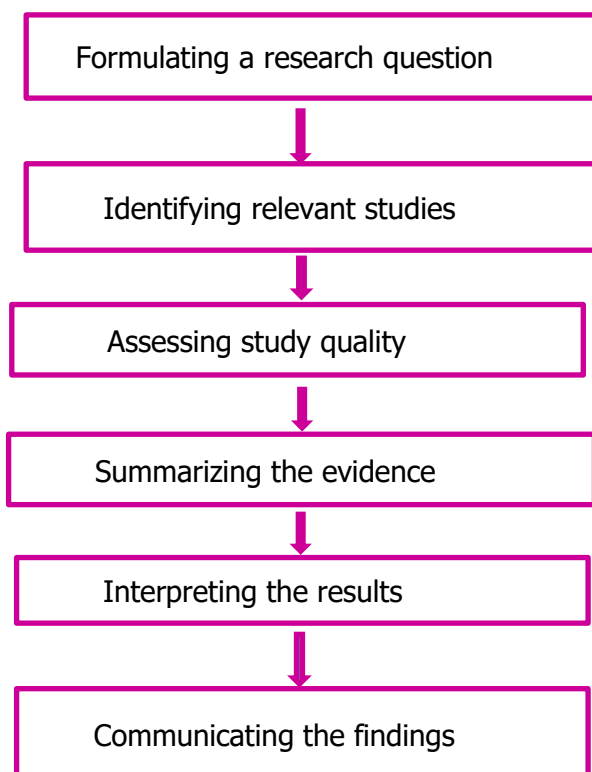 Formulating a research question
Identifying relevant studies
Assessing study quality
Summarizing the evidence
Interpreting the results
Communicating the findings